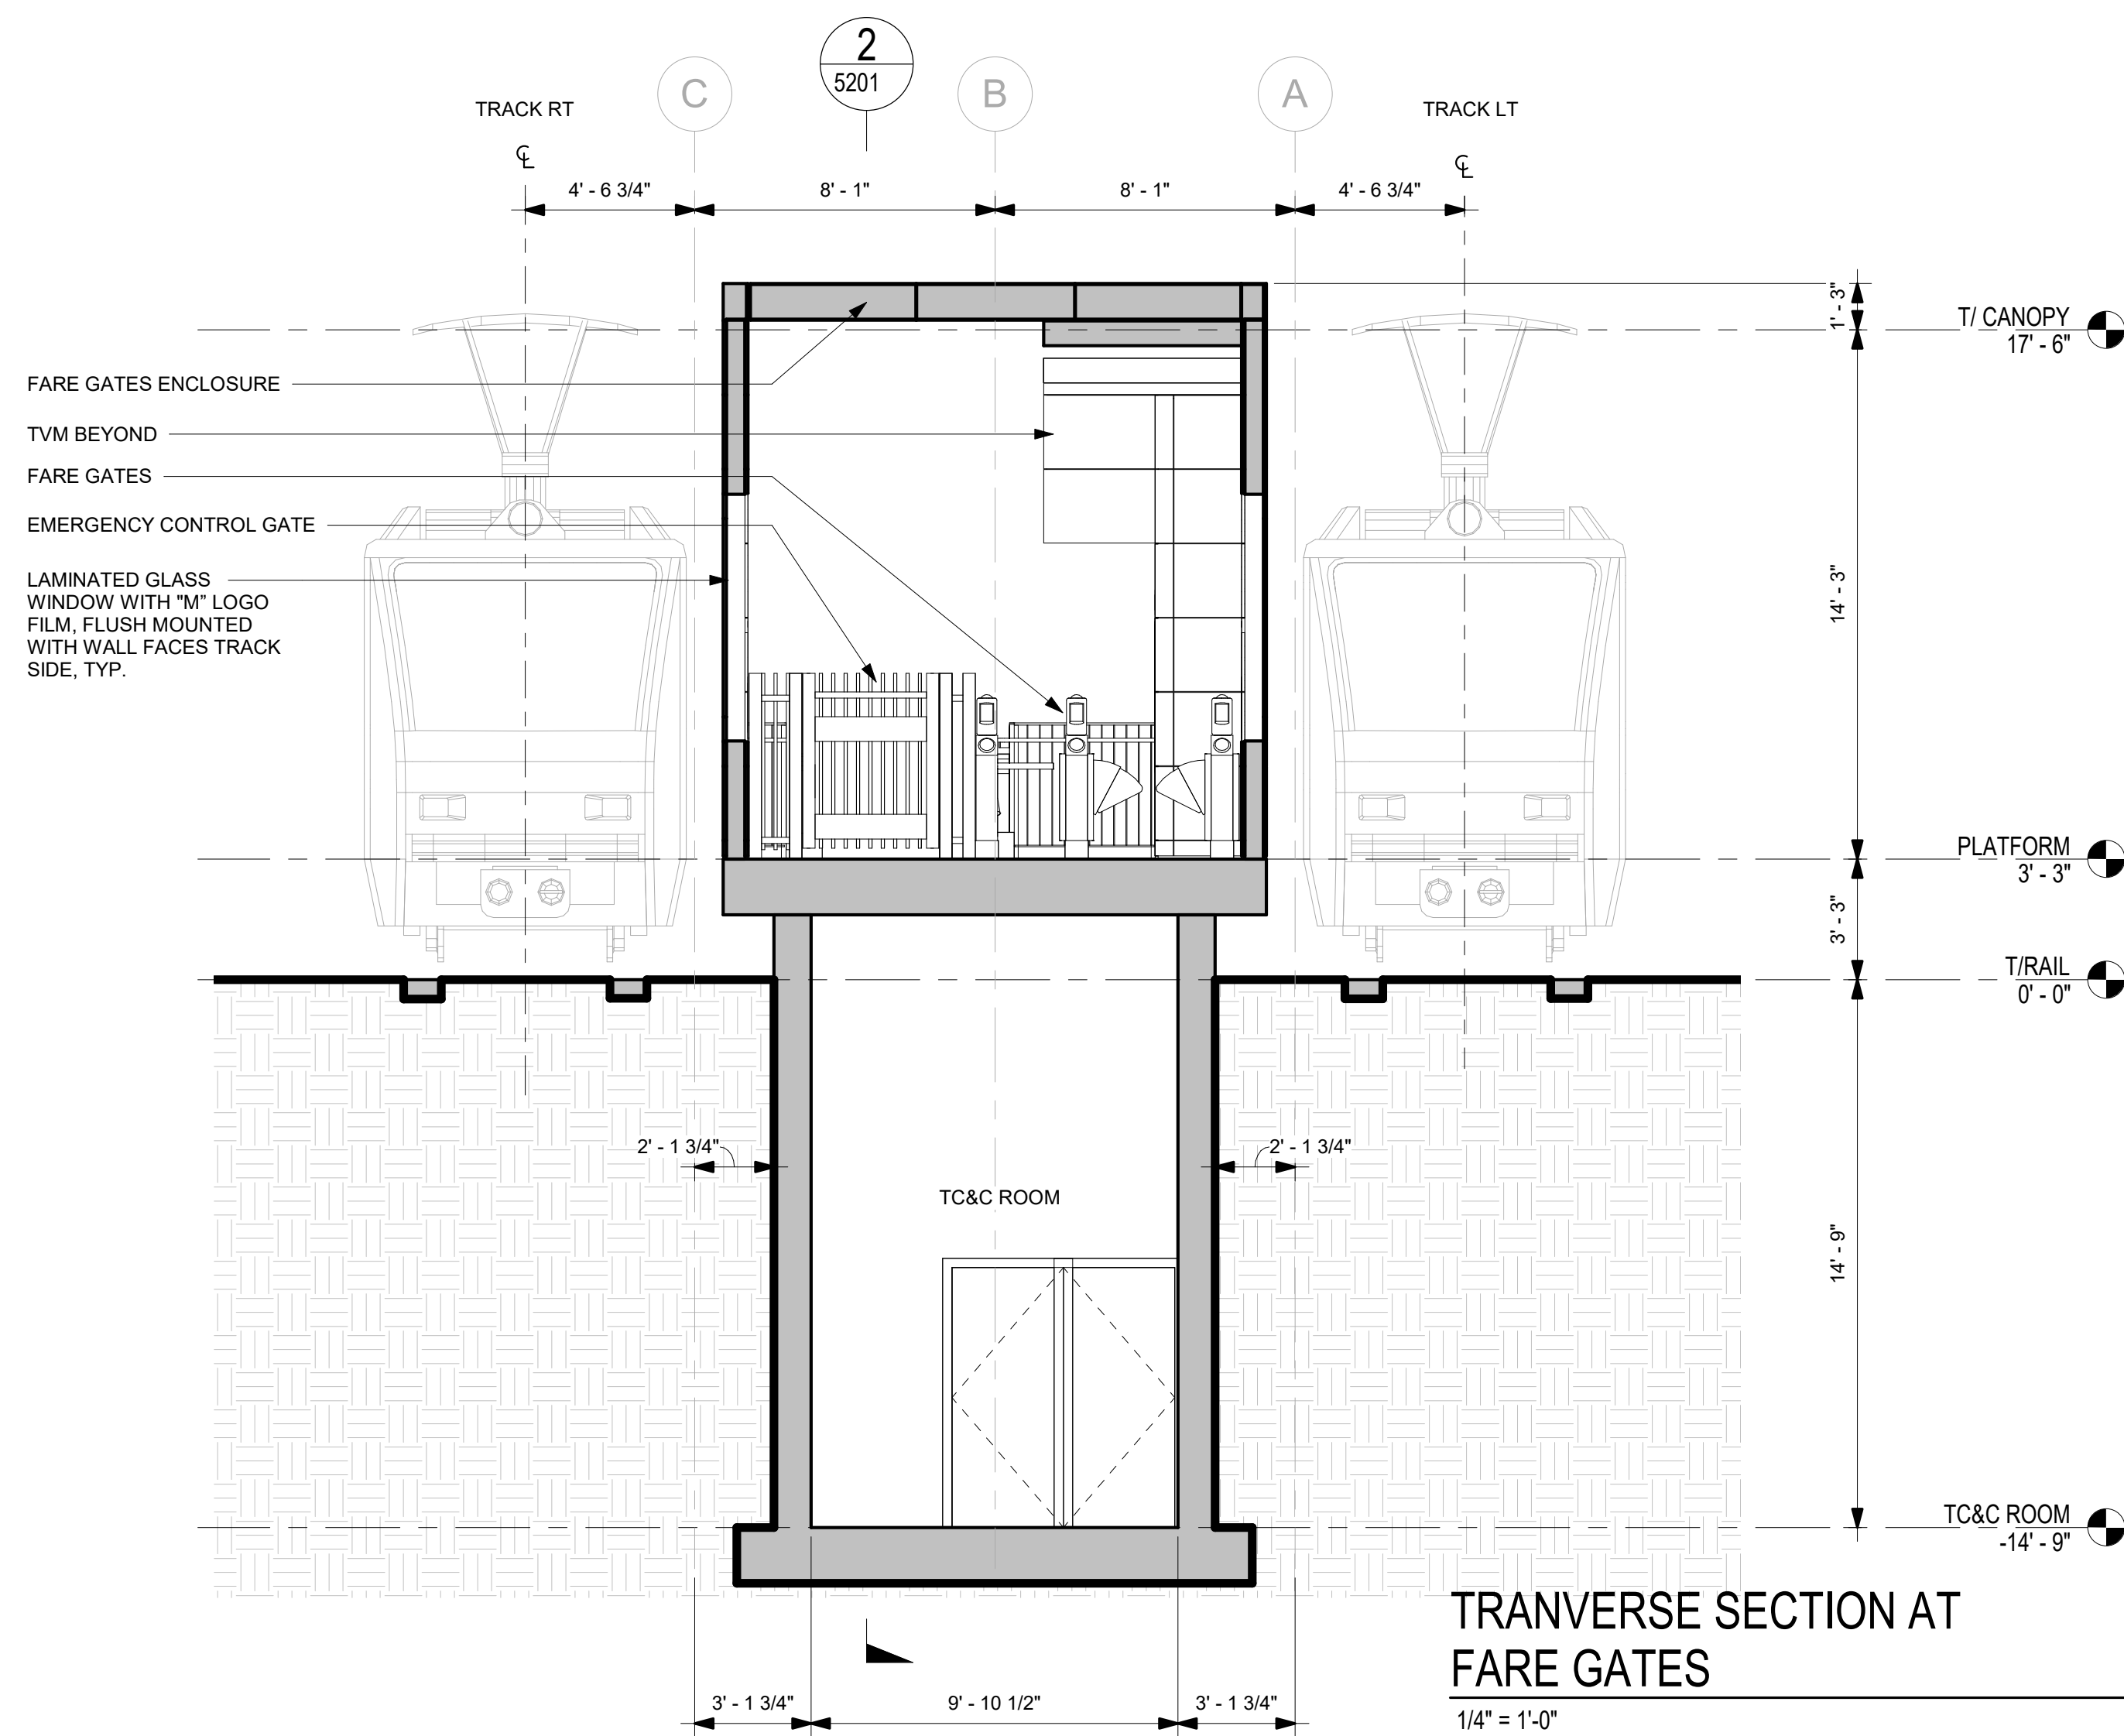 2
5201
C
B
A
TRACK RT
TRACK LT
℄
℄
4' - 6 3/4"
8' - 1"
8' - 1"
4' - 6 3/4"
1' - 3"
T/ CANOPY
17' - 6"
FARE GATES ENCLOSURE
TVM BEYOND
FARE GATES
EMERGENCY CONTROL GATE
LAMINATED GLASS
WINDOW WITH "M” LOGO
FILM, FLUSH MOUNTED
WITH WALL FACES TRACK
SIDE, TYP.
14' - 3"
PLATFORM
3' - 3"
3' - 3"
T/RAIL
0' - 0"
2' - 1 3/4"
2' - 1 3/4"
TC&C ROOM
14' - 9"
TC&C ROOM
-14' - 9"
TRANVERSE SECTION AT
FARE GATES
1/4" = 1'-0"
3' - 1 3/4"
9' - 10 1/2"
3' - 1 3/4"